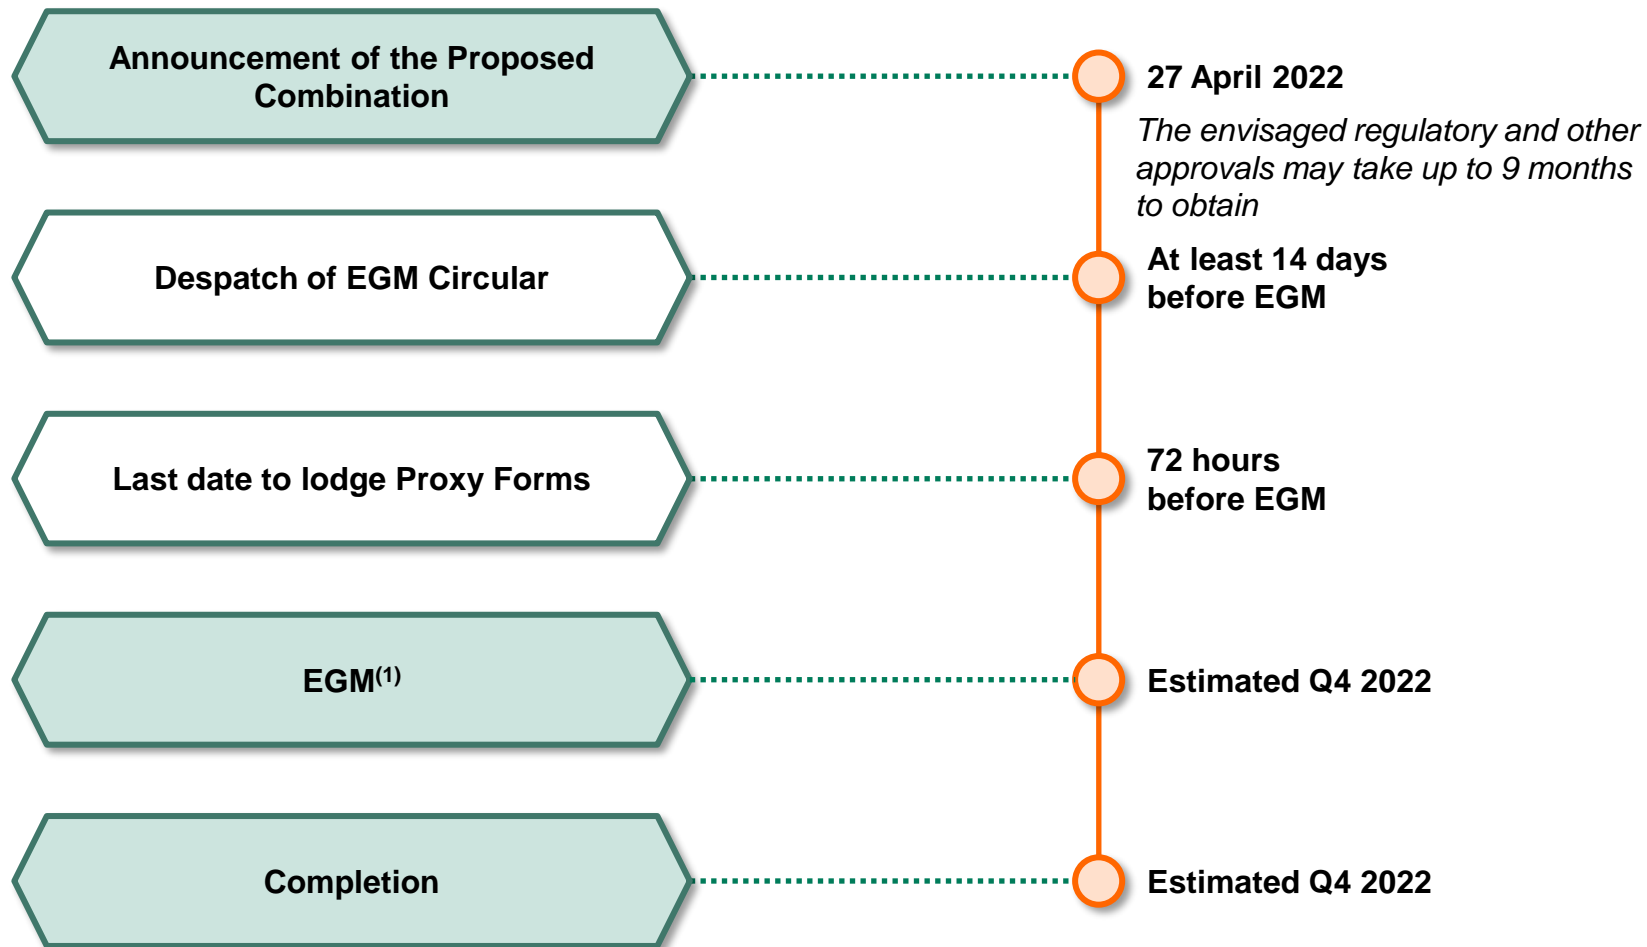 Announcement of the Proposed
Combination
27 April 2022
The envisaged regulatory and other
approvals may take up to 9 months
to obtain
Despatch of EGM Circular
At least 14 days
before EGM
Last date to lodge Proxy Forms
72 hours
before EGM
EGM(1)
Estimated Q4 2022
Completion
Estimated Q4 2022